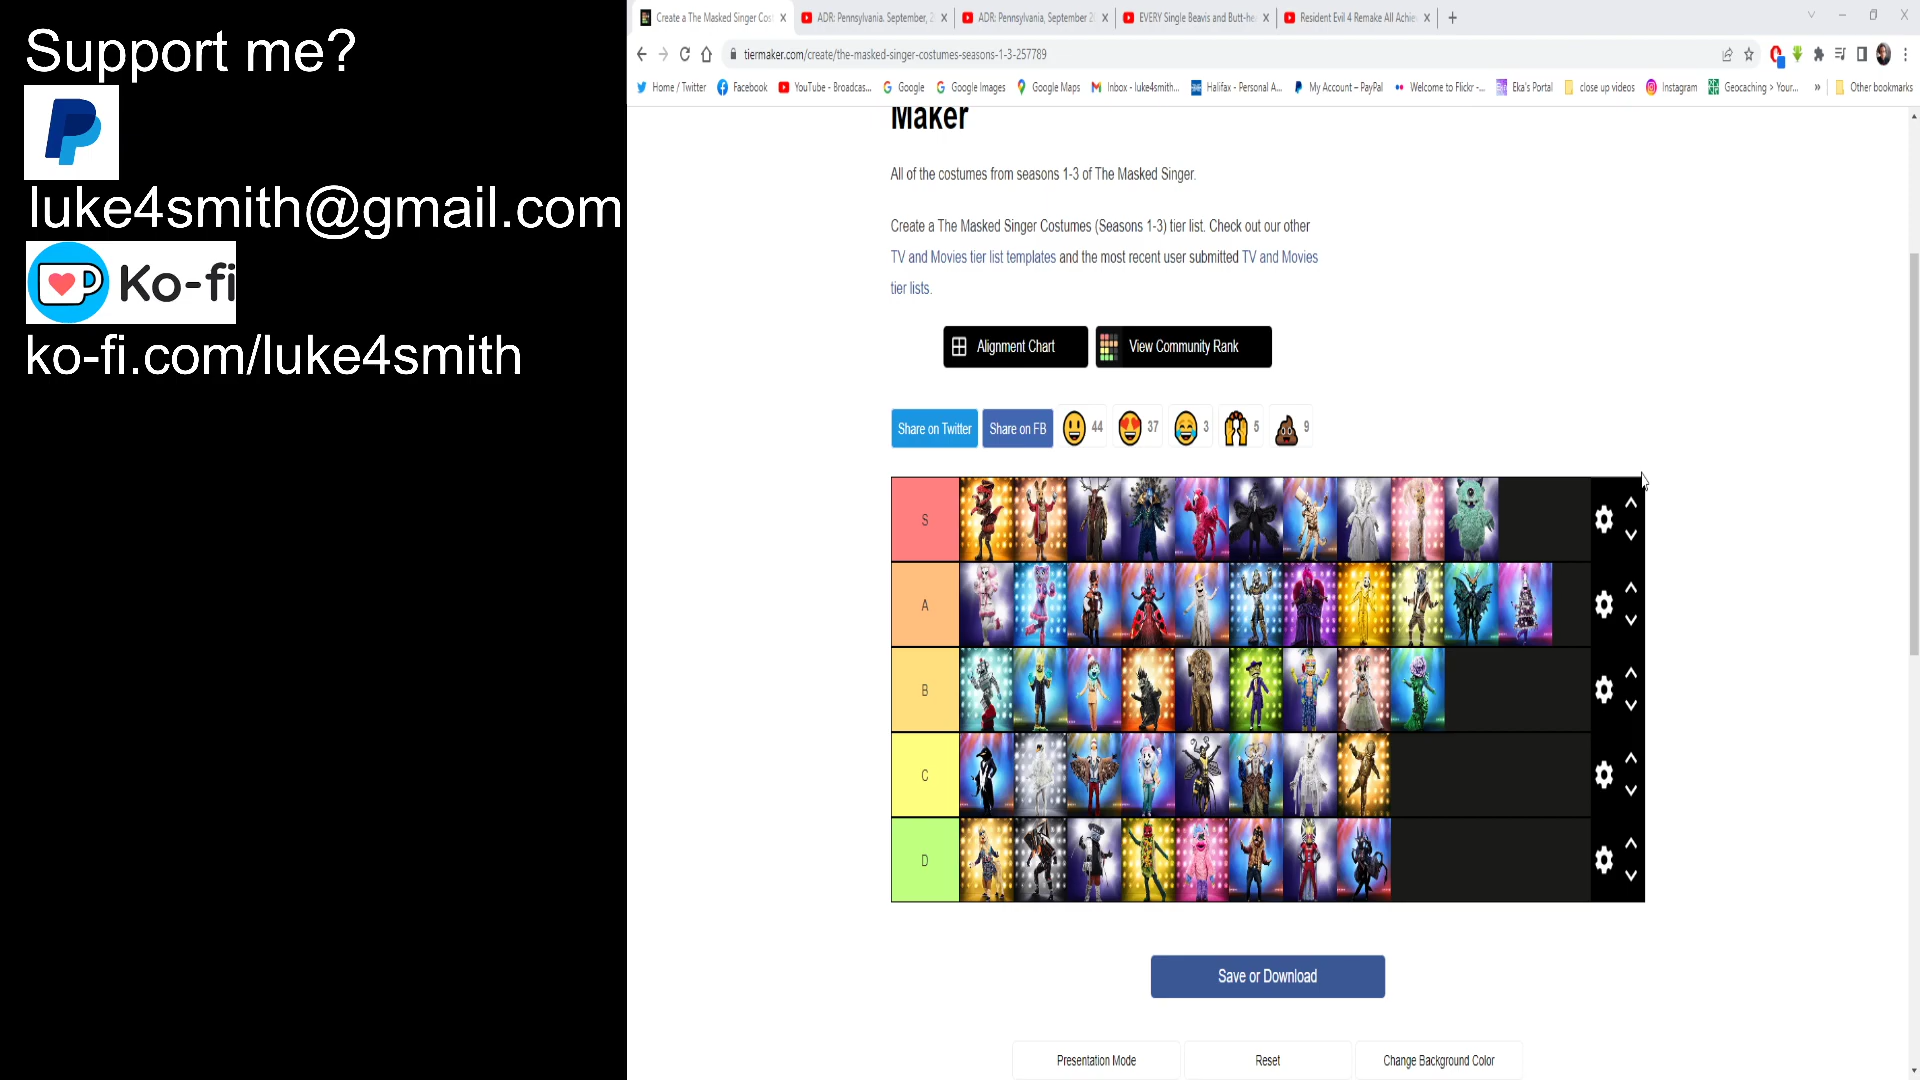 Support me?
luke4smith@gmail.com
Ko-fi
ko-fi.com/luke4smith
Create a The Masked Singer Cos
ADR: Pennsylvania. September, 2
ADR: Pennsylvania, September 2
EVERY Single Beavis and Butt-he
Resident Evil 4 Remake All Achie
tiermaker.com/create/the-masked-singer-costumes-seasons-1-3-257789
Home / Twitter
Facebook
YouTube - Broadcas...
Google
Google Images
Google Maps
Inbox - luke4smith...
Halifax - Personal A...
My Account – PayPal
Welcome to Flickr -...
Eka's Portal
close up videos
Instagram
Geocaching > Your...
»
Other bookmarks
Maker
All of the costumes from seasons 1-3 of The Masked Singer.
Create a The Masked Singer Costumes (Seasons 1-3) tier list. Check out our other
TV and Movies tier list templates and the most recent user submitted TV and Movies
tier lists.
Alignment Chart
View Community Rank
Share on Twitter
Share on FB
44
37
3
5
9
S
A
B
C
D
Save or Download
Presentation Mode
Reset
Change Background Color